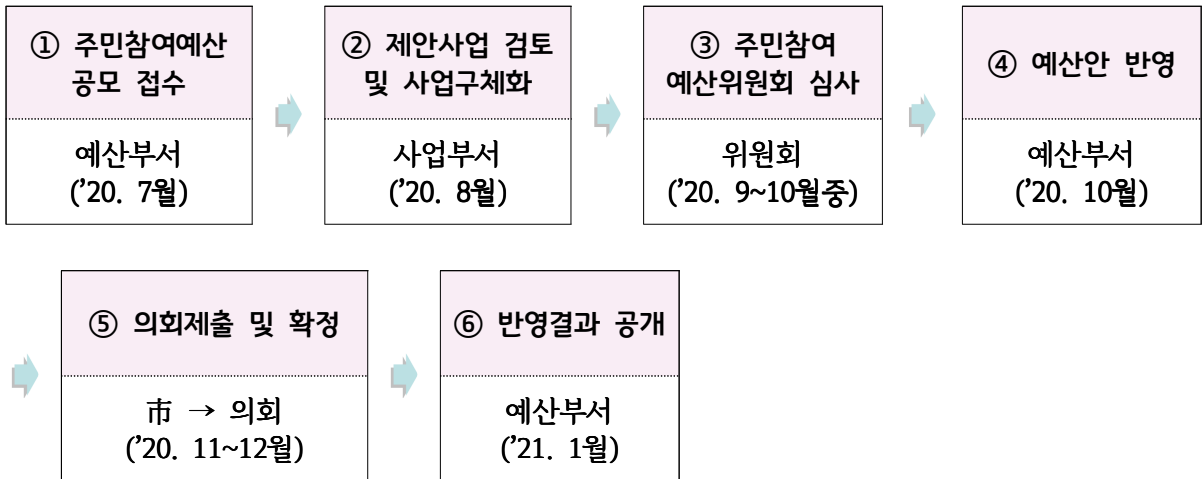 ① 주민참여예산
공모 접수
예산부서
('20. 7월)
② 제안사업 검토
및 사업구체화
사업부서
('20. 8월)
③ 주민참여
예산위원회 심사
위원회
('20. 9~10월중)
④ 예산안 반영
예산부서
('20. 10월)
⑤ 의회제출 및 확정
市 → 의회
('20. 11~12월)
⑥ 반영결과 공개
예산부서
('21. 1월)